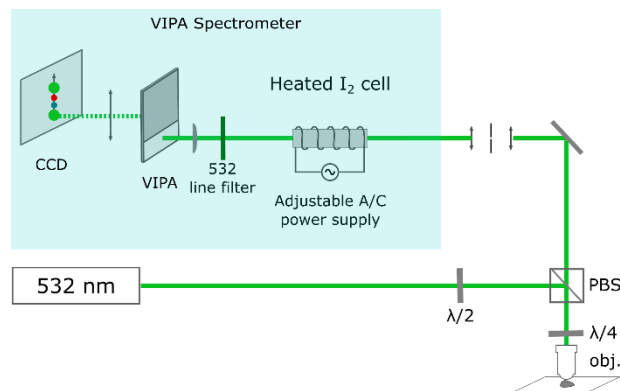 VIPA Spectrometer
Heated I₂ cell
CCD
VIPA
532
line filter
Adjustable A/C
power supply
532 nm
λ/2
PBS
λ/4
obj.